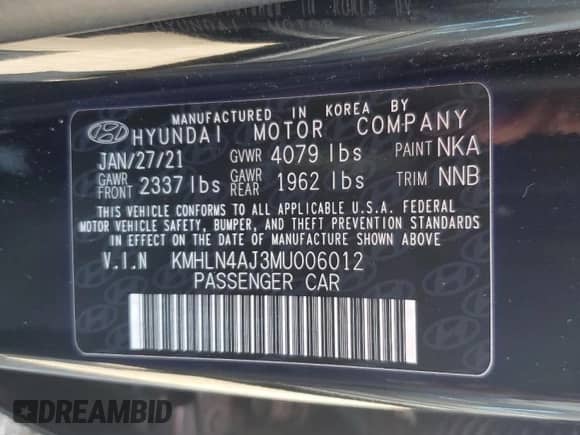 MANUFACTURED IN KOREA BY
HYUNDAI MOTOR COMPANY
JAN/27/21 GVWR 4079 lbs PAINT NKA
GAWR FRONT 2337 lbs GAWR REAR 1962 lbs TRIM NNB
THIS VEHICLE CONFORMS TO ALL APPLICABLE U.S.A. FEDERAL
MOTOR VEHICLE SAFETY, BUMPER, AND THEFT PREVENTION STANDARDS
IN EFFECT ON THE DATE OF MANUFACTURE SHOWN ABOVE.
V.I.N KMHLN4AJ3MU006012
PASSENGER CAR
DREAMBID